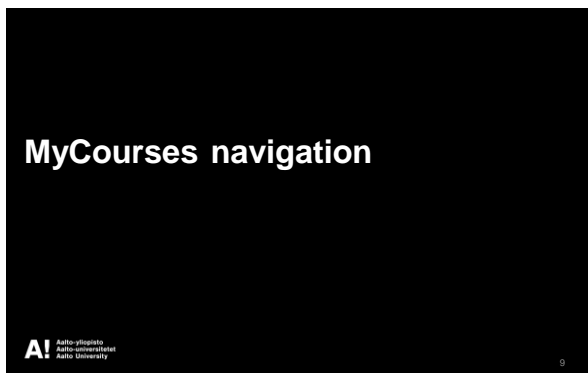 MyCourses navigation
A!
Aalto-yliopisto
Aalto-universitetet
Aalto University
9